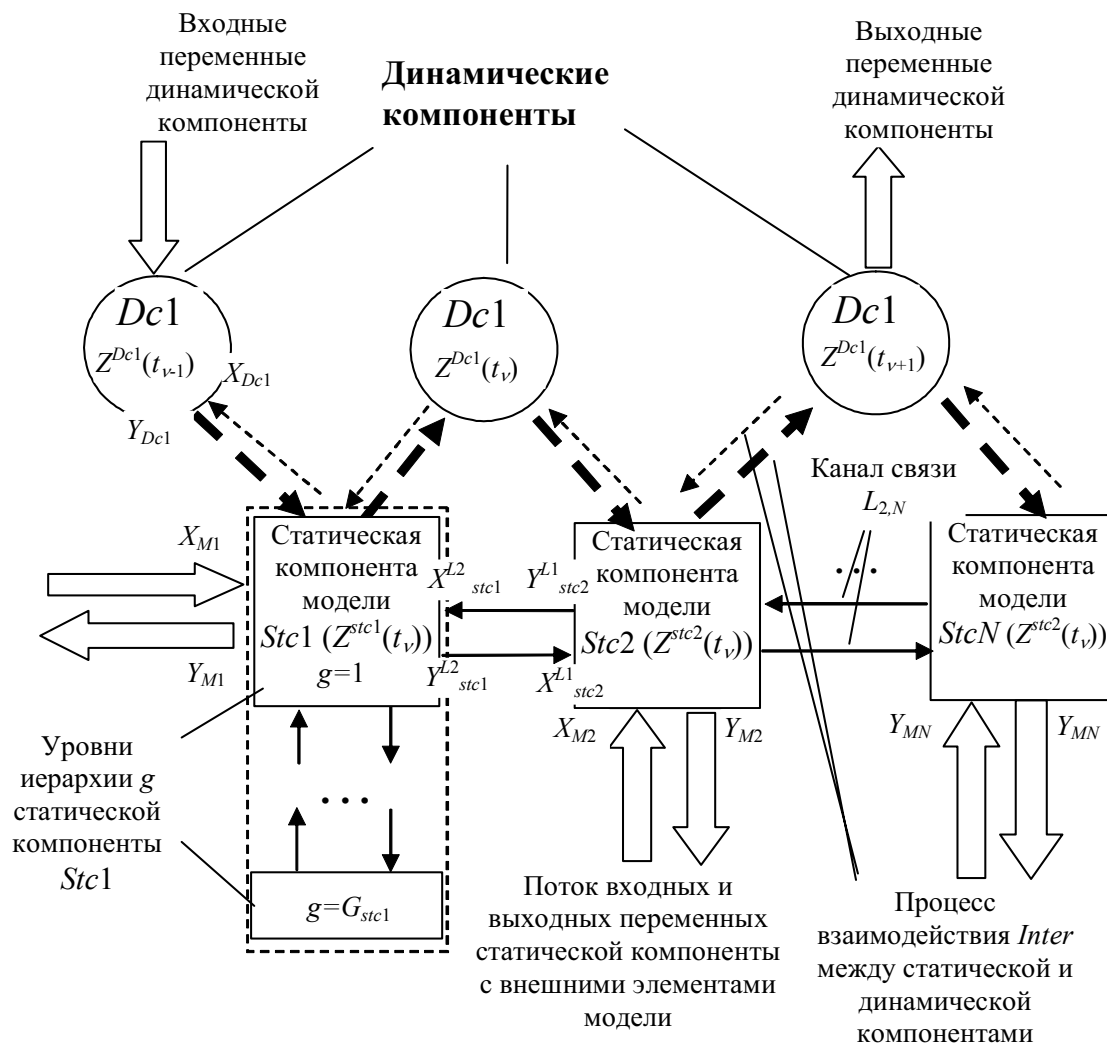 Входные
переменные
динамической
компоненты
Динамические
компоненты
Выходные
переменные
динамической
компоненты
Dc1
Z^{Dc1}(t_{ν-1})
X_{Dc1}
Y_{Dc1}
Dc1
Z^{Dc1}(t_ν)
Dc1
Z^{Dc1}(t_{ν+1})
Канал связи
L_{2,N}
X_{M1}
Y_{M1}
Статическая
компонента
модели
Stc1 (Z^{stc1}(t_ν))
g=1
X^{L2}_{stc1}
Y^{L1}_{stc2}
Y^{L2}_{stc1}
X^{L1}_{stc2}
Статическая
компонента
модели
Stc2 (Z^{stc2}(t_ν))
...
Статическая
компонента
модели
StcN (Z^{stc2}(t_ν))
X_{M2}
Y_{M2}
Y_{MN}
Y_{MN}
Уровни
иерархии g
статической
компоненты
Stc1
...
g=G_{stc1}
Поток входных и
выходных переменных
статической компоненты
с внешними элементами
модели
Процесс
взаимодействия Inter
между статической и
динамической
компонентами